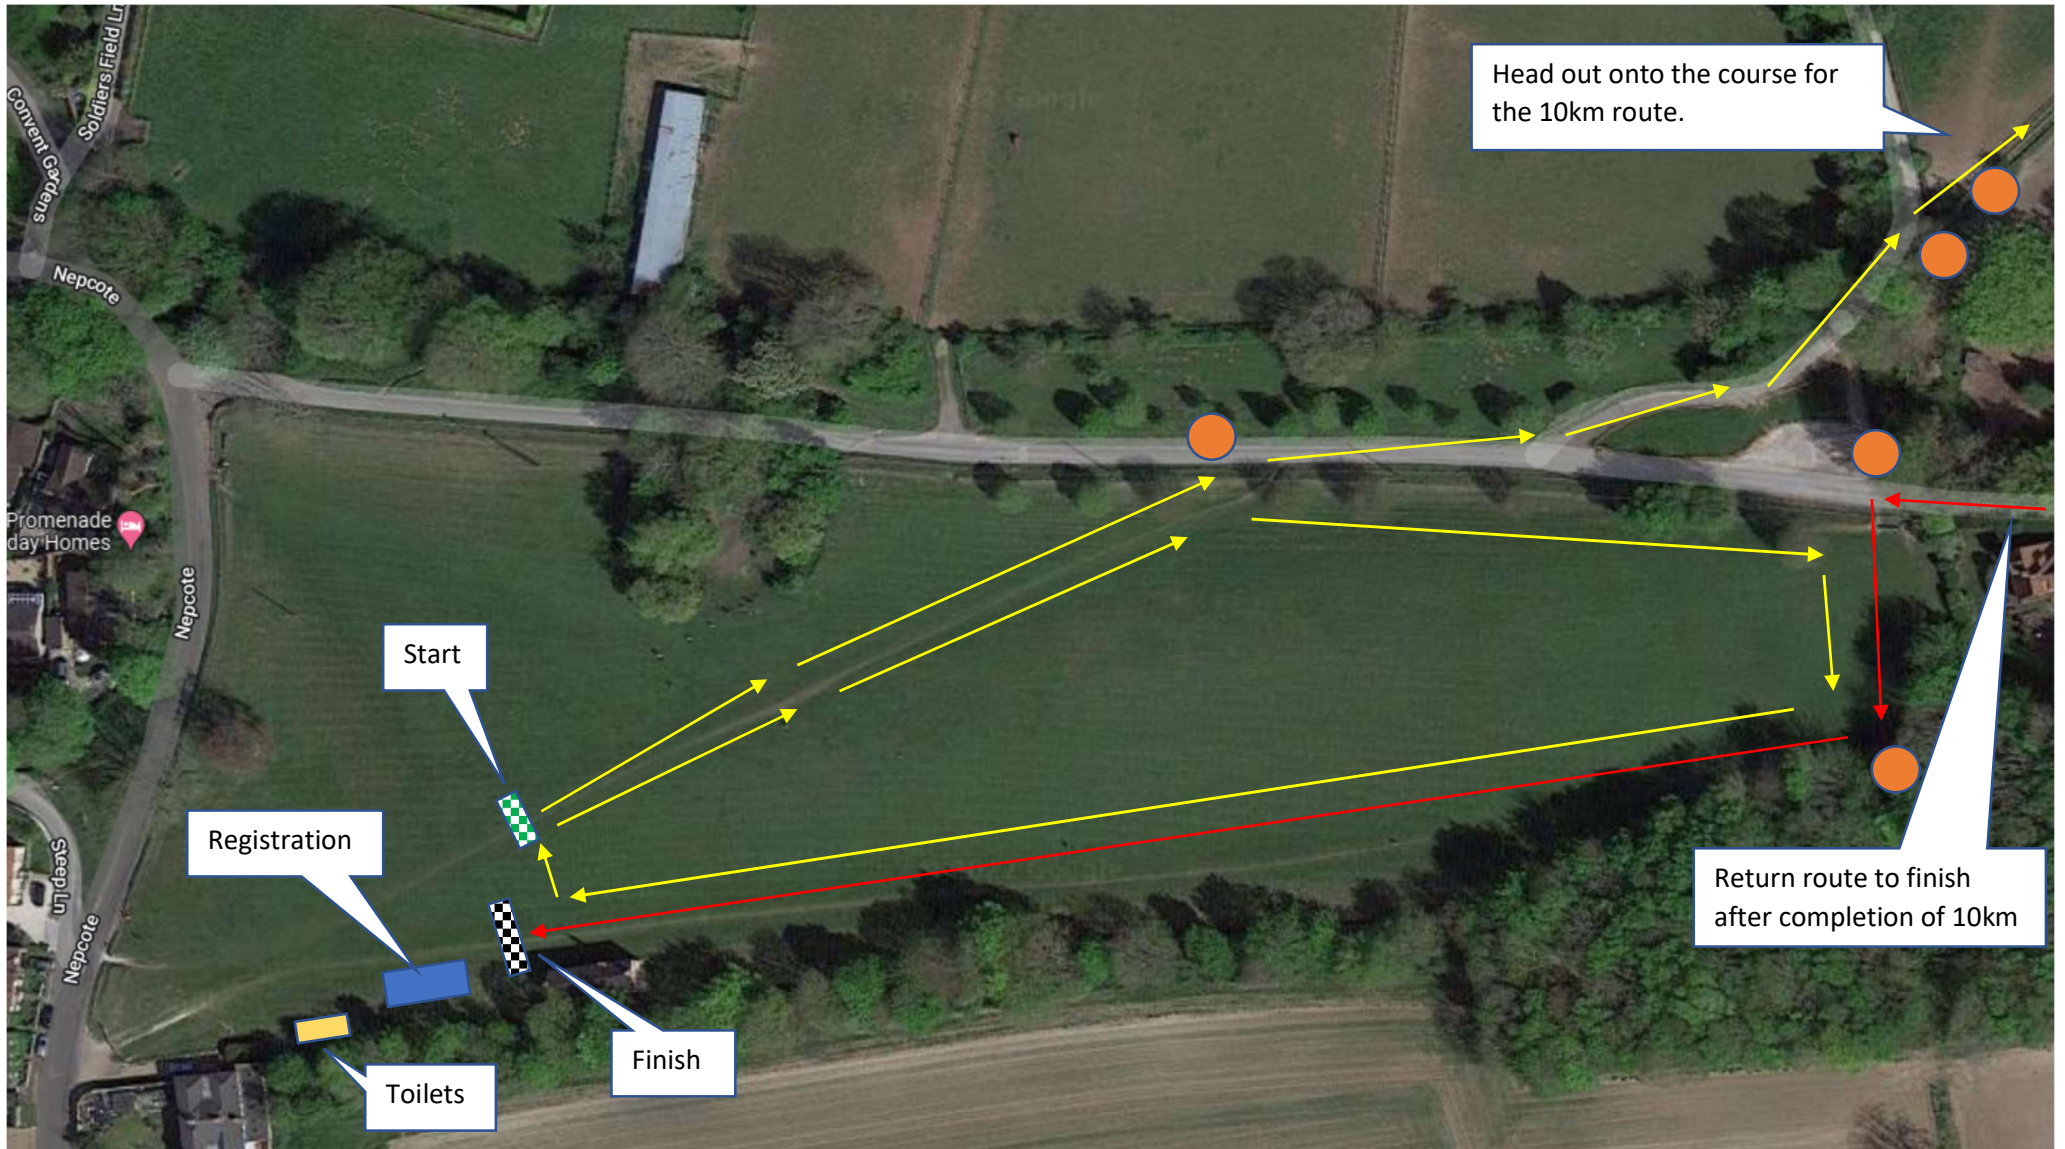 Soldiers Field Ln
Convent Gardens
Google
Head out onto the course for
the 10km route.
Nepcote
Promenade
day Homes
Nepcote
Start
Registration
Steep Ln
Nepcote
Return route to finish
after completion of 10km
Finish
Toilets